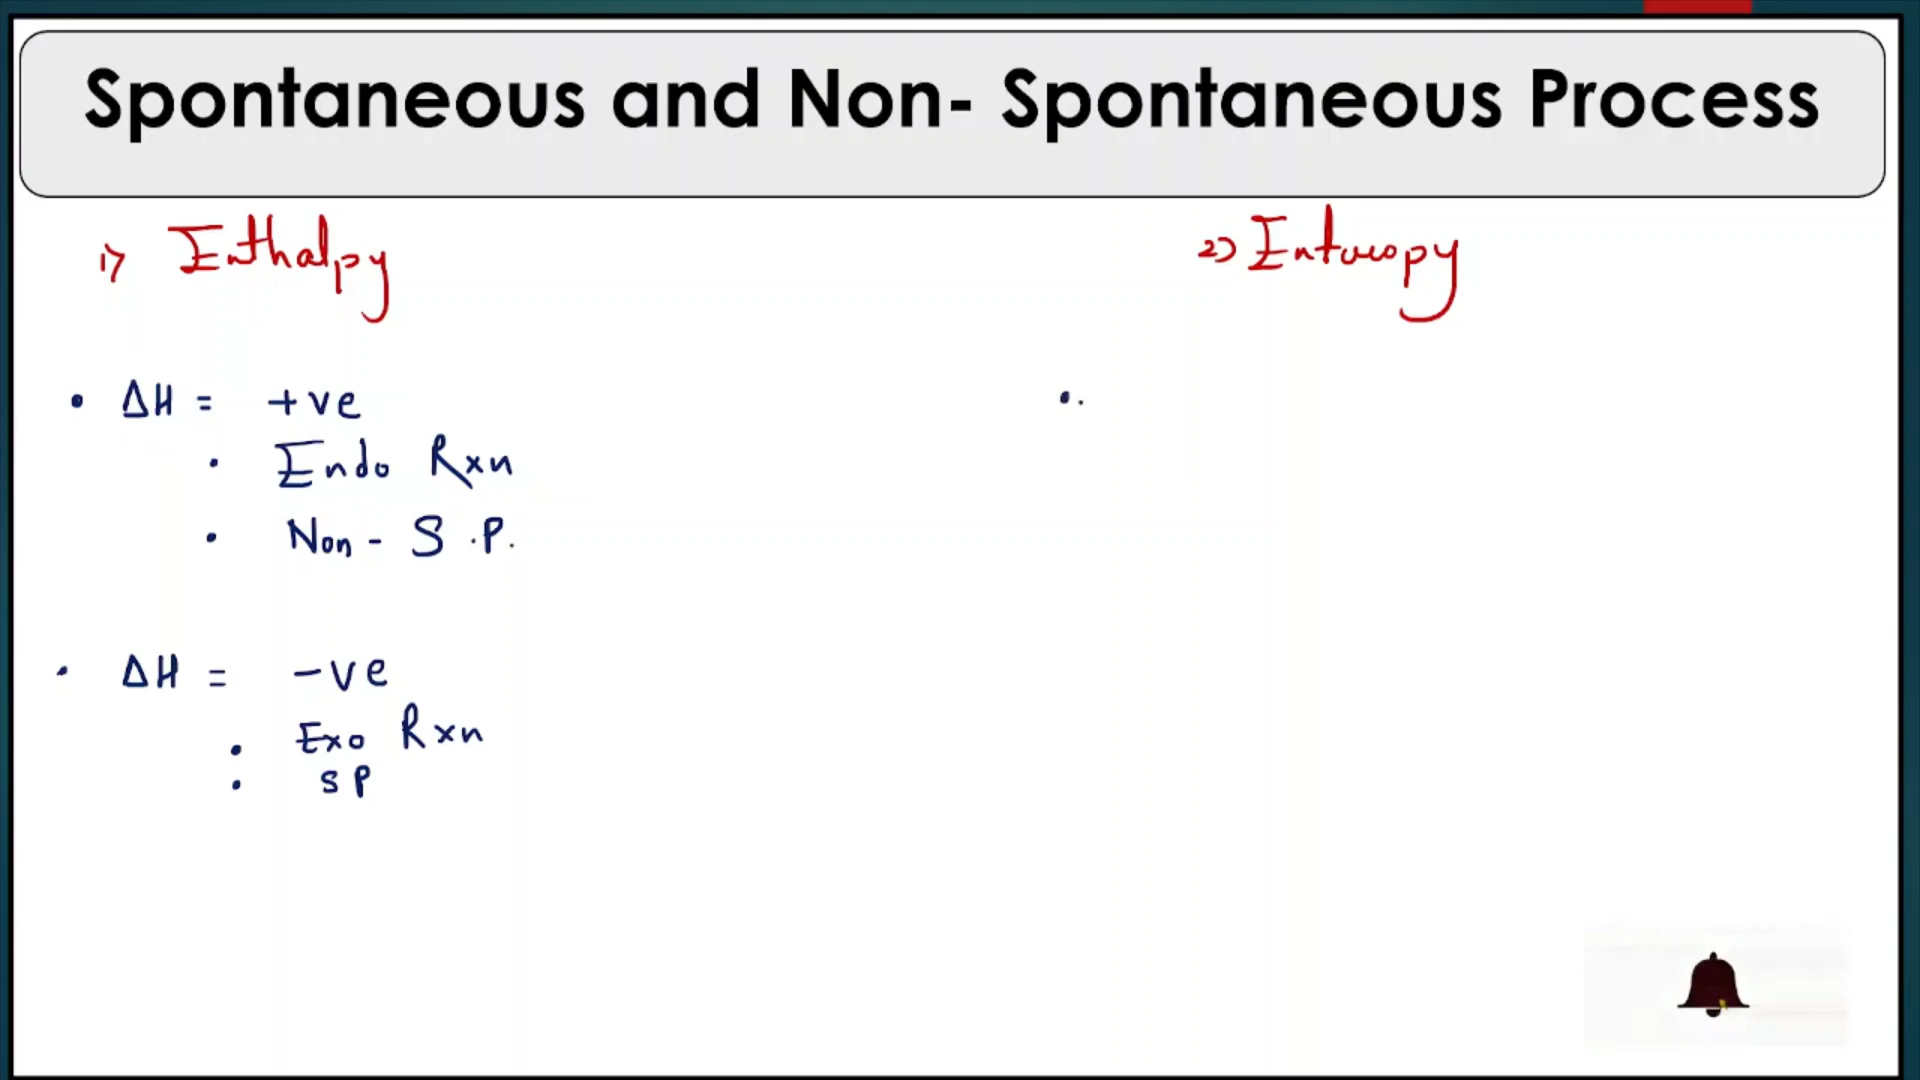 Spontaneous and Non- Spontaneous Process
1) Enthalpy
• ΔH = +ve
• Endo Rxn
• Non - S .P.
• ΔH = -ve
• Exo Rxn
• SP
2) Entropy
•.